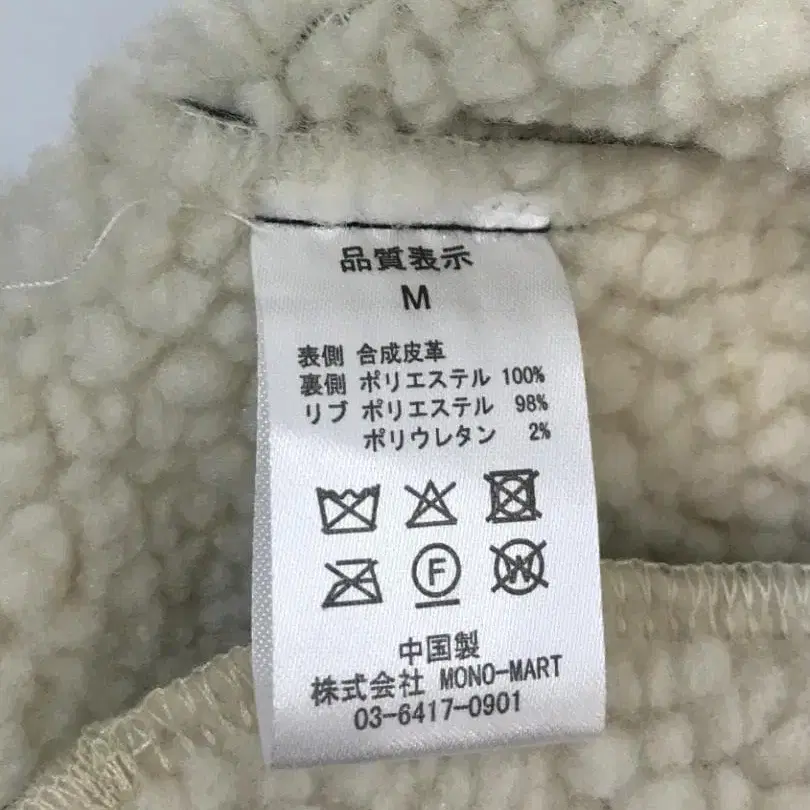 品質表示
M
表側 合成皮革
裏側 ポリエステル 100%
リブ ポリエステル 98%
ポリウレタン 2%
F W
中国製
株式会社 MONO-MART
03-6417-0901